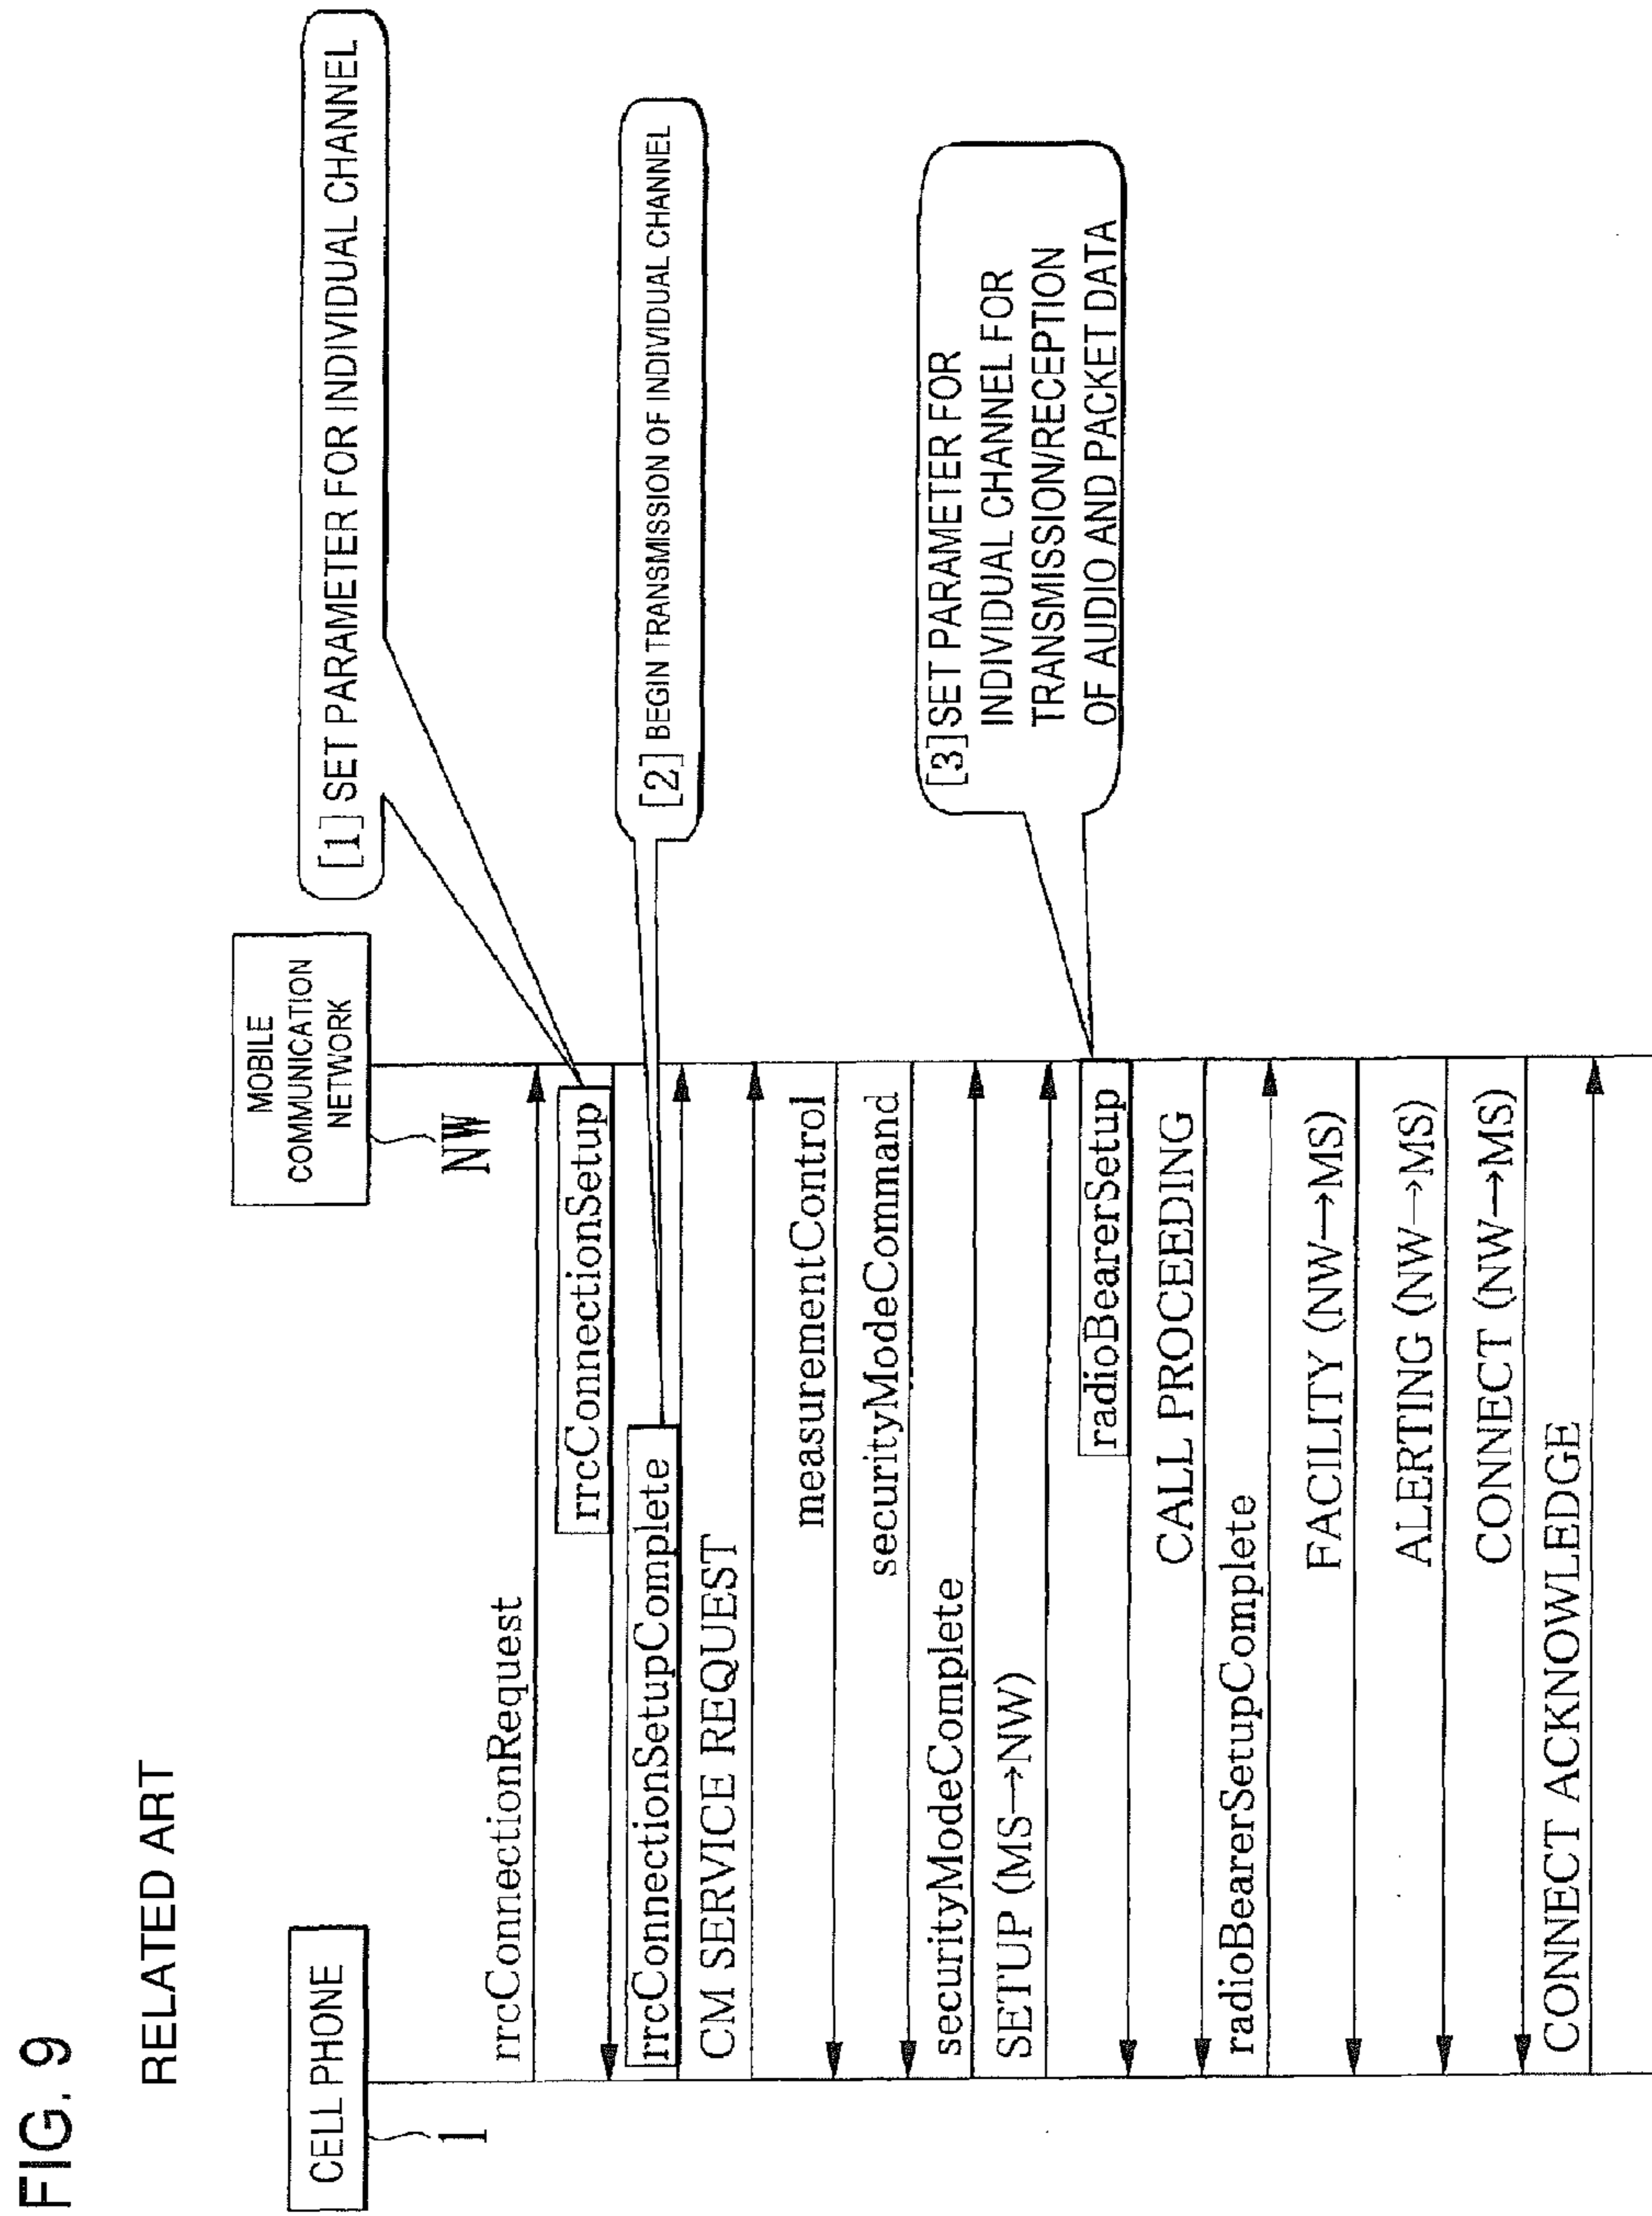 FIG. 9
RELATED ART
CELL PHONE
1
MOBILE
COMMUNICATION
NETWORK
NW
rrcConnectionRequest
rrcConnectionSetup
[1] SET PARAMETER FOR INDIVIDUAL CHANNEL
rrcConnectionSetupComplete
[2] BEGIN TRANSMISSION OF INDIVIDUAL CHANNEL
CM SERVICE REQUEST
measurementControl
securityModeCommand
securityModeComplete
SETUP (MS→NW)
radioBearerSetup
[3] SET PARAMETER FOR
INDIVIDUAL CHANNEL FOR
TRANSMISSION/RECEPTION
OF AUDIO AND PACKET DATA
CALL PROCEEDING
radioBearerSetupComplete
FACILITY (NW→MS)
ALERTING (NW→MS)
CONNECT (NW→MS)
CONNECT ACKNOWLEDGE